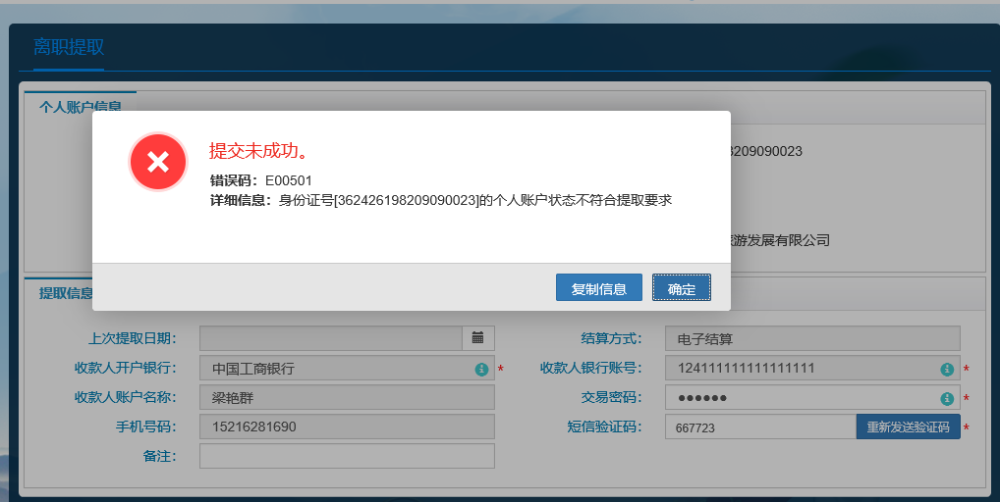 离职提取
个人账户信息
提交未成功。
错误码：E00501
详细信息：身份证号[362426198209090023]的个人账户状态不符合提取要求
8209090023
游发展有限公司
复制信息 确定
提取信息
上次提取日期： 结算方式： 电子结算
收款人开户银行： 中国工商银行 * 收款人银行账号： 124111111111111111 *
收款人账户名称： 梁艳群 交易密码： ●●●●●● *
手机号码： 15216281690 短信验证码： 667723 重新发送验证码 *
备注：